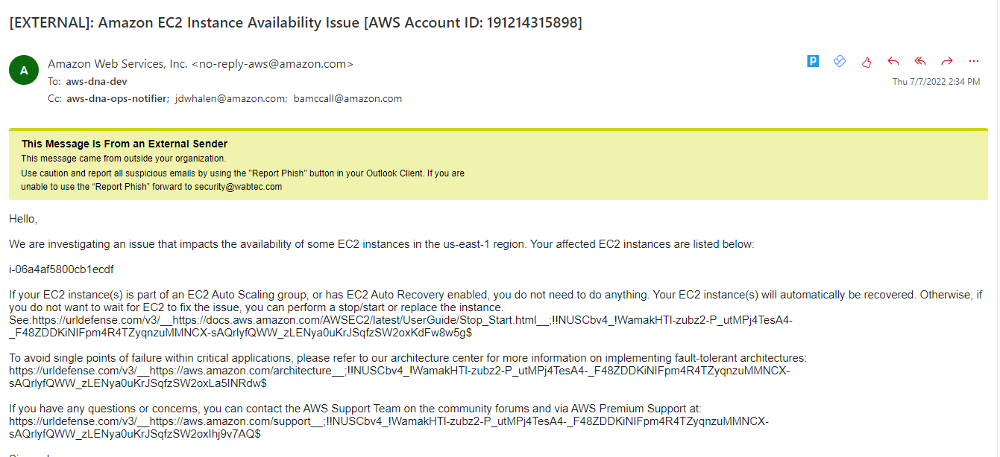 [EXTERNAL]: Amazon EC2 Instance Availability Issue [AWS Account ID: 191214315898]
A
Amazon Web Services, Inc. <no-reply-aws@amazon.com>
To: aws-dna-dev
Cc: aws-dna-ops-notifier; jdwhalen@amazon.com; bamccall@amazon.com
Thu 7/7/2022 2:34 PM
This Message Is From an External Sender
This message came from outside your organization.
Use caution and report all suspicious emails by using the "Report Phish" button in your Outlook Client. If you are
unable to use the “Report Phish” forward to security@wabtec.com
Hello,
We are investigating an issue that impacts the availability of some EC2 instances in the us-east-1 region. Your affected EC2 instances are listed below:
i-06a4af5800cb1ecdf
If your EC2 instance(s) is part of an EC2 Auto Scaling group, or has EC2 Auto Recovery enabled, you do not need to do anything. Your EC2 instance(s) will automatically be recovered. Otherwise, if
you do not want to wait for EC2 to fix the issue, you can perform a stop/start or replace the instance.
See:https://urldefense.com/v3/__https://docs.aws.amazon.com/AWSEC2/latest/UserGuide/Stop_Start.html__;!!NUSCbv4_!WamakHTI-zubz2-P_utMPj4TesA4-
_F48ZDDKiNIFpm4R4TZyqnzuMMNCX-sAQrlyfQWW_zLENya0uKrJSqfzSW2oxKdFw8w5g$
To avoid single points of failure within critical applications, please refer to our architecture center for more information on implementing fault-tolerant architectures:
https://urldefense.com/v3/__https://aws.amazon.com/architecture__;!!NUSCbv4_!WamakHTI-zubz2-P_utMPj4TesA4-_F48ZDDKiNIFpm4R4TZyqnzuMMNCX-
sAQrlyfQWW_zLENya0uKrJSqfzSW2oxLa5INRdw$
If you have any questions or concerns, you can contact the AWS Support Team on the community forums and via AWS Premium Support at:
https://urldefense.com/v3/__https://aws.amazon.com/support__;!!NUSCbv4_!WamakHTI-zubz2-P_utMPj4TesA4-_F48ZDDKiNIFpm4R4TZyqnzuMMNCX-
sAQrlyfQWW_zLENya0uKrJSqfzSW2oxIhj9v7AQ$